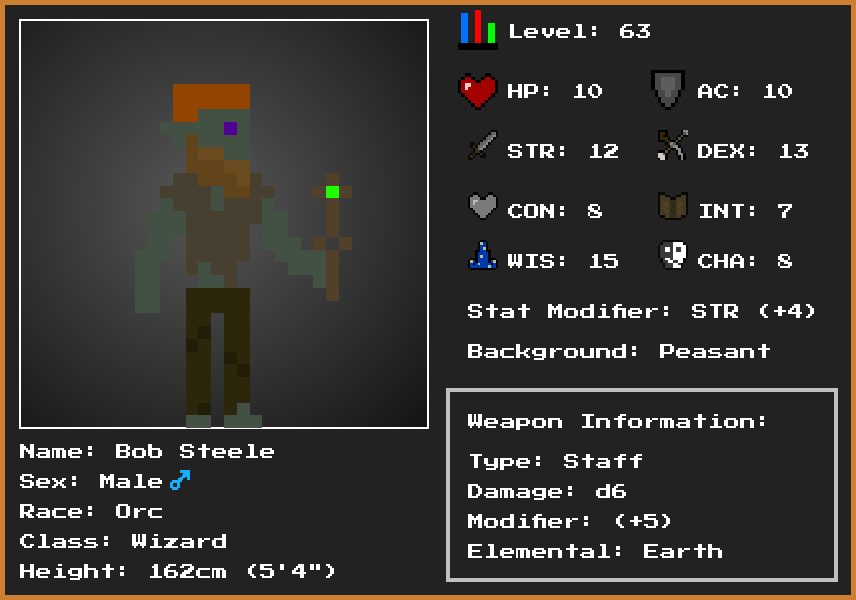 Level: 63
HP: 10
AC: 10
STR: 12
DEX: 13
CON: 8
INT: 7
WIS: 15
CHA: 8
Stat Modifier: STR (+4)
Background: Peasant
Weapon Information:
Type: Staff
Damage: d6
Modifier: (+5)
Elemental: Earth
Name: Bob Steele
Sex: Male ♂
Race: Orc
Class: Wizard
Height: 162cm (5'4")